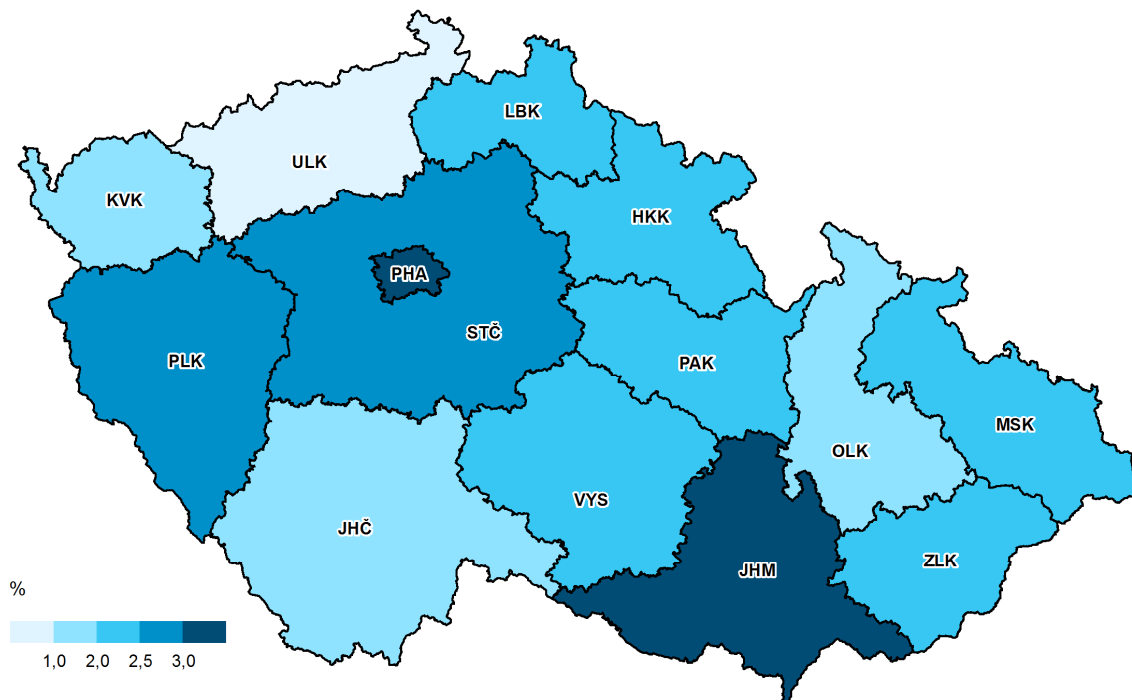 LBK
ULK
KVK
HKK
PHA
STČ
PLK
PAK
MSK
OLK
VYS
JHČ
ZLK
JHM
%
1,0 2,0 2,5 3,0